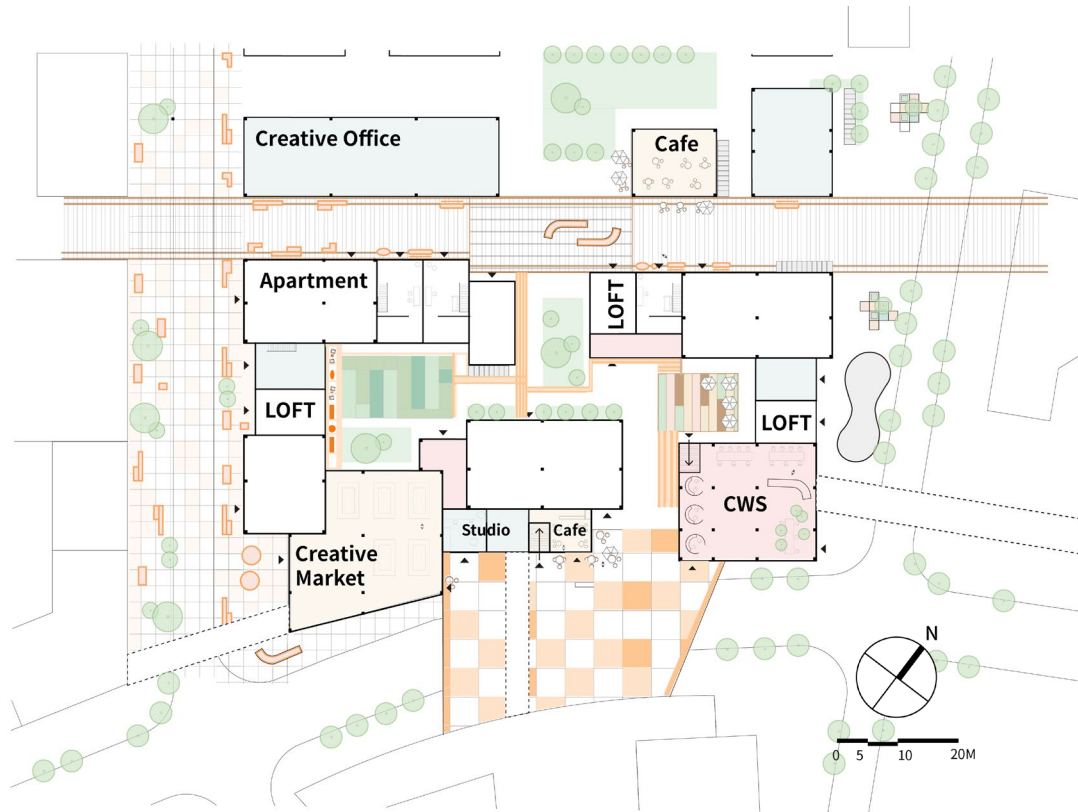 Creative Office
Cafe
Apartment
LOFT
LOFT
LOFT
CWS
Studio
Cafe
Creative
Market
N
0 5 10 20M